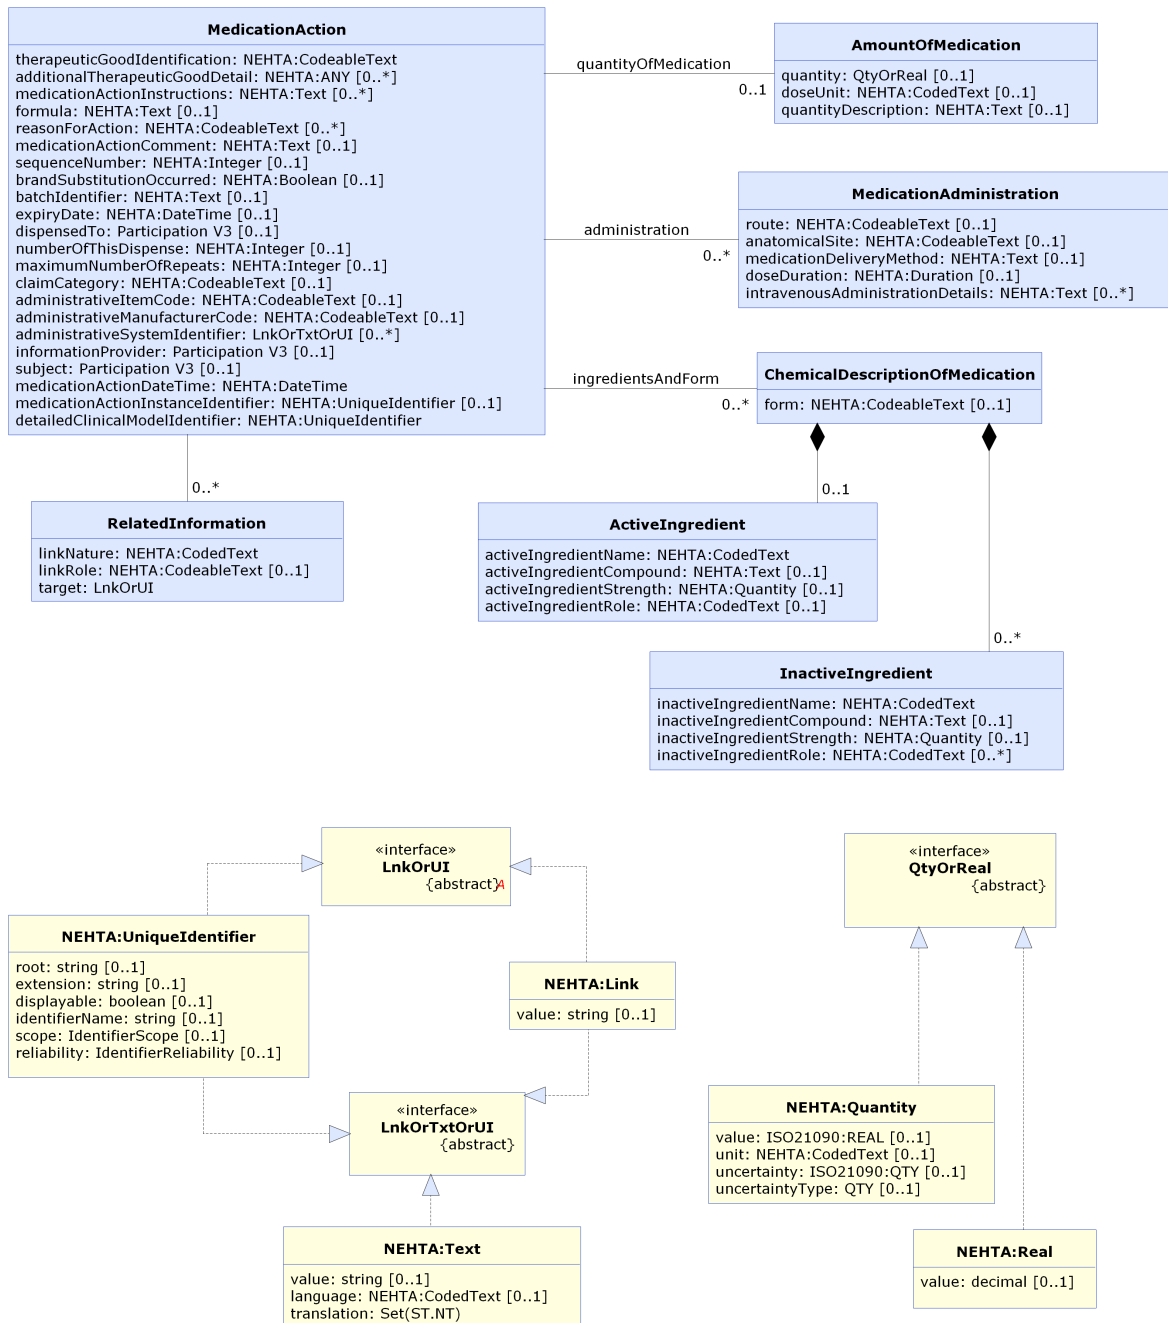 MedicationAction
therapeuticGoodIdentification: NEHTA:CodeableText
additionalTherapeuticGoodDetail: NEHTA:ANY [0..*]
medicationActionInstructions: NEHTA:Text [0..*]
formula: NEHTA:Text [0..1]
reasonForAction: NEHTA:CodeableText [0..*]
medicationActionComment: NEHTA:Text [0..1]
sequenceNumber: NEHTA:Integer [0..1]
brandSubstitutionOccurred: NEHTA:Boolean [0..1]
batchIdentifier: NEHTA:Text [0..1]
expiryDate: NEHTA:DateTime [0..1]
dispensedTo: Participation V3 [0..1]
numberOfThisDispense: NEHTA:Integer [0..1]
maximumNumberOfRepeats: NEHTA:Integer [0..1]
claimCategory: NEHTA:CodeableText [0..1]
administrativeItemCode: NEHTA:CodeableText [0..1]
administrativeManufacturerCode: NEHTA:CodeableText [0..1]
administrativeSystemIdentifier: LnkOrTxtOrUI [0..*]
informationProvider: Participation V3 [0..1]
subject: Participation V3 [0..1]
medicationActionDateTime: NEHTA:DateTime
medicationActionInstanceIdentifier: NEHTA:UniqueIdentifier [0..1]
detailedClinicalModelIdentifier: NEHTA:UniqueIdentifier
quantityOfMedication
0..1
AmountOfMedication
quantity: QtyOrReal [0..1]
doseUnit: NEHTA:CodedText [0..1]
quantityDescription: NEHTA:Text [0..1]
administration
0..*
MedicationAdministration
route: NEHTA:CodeableText [0..1]
anatomicalSite: NEHTA:CodeableText [0..1]
medicationDeliveryMethod: NEHTA:Text [0..1]
doseDuration: NEHTA:Duration [0..1]
intravenousAdministrationDetails: NEHTA:Text [0..*]
ingredientsAndForm
0..*
ChemicalDescriptionOfMedication
form: NEHTA:CodeableText [0..1]
0..*
RelatedInformation
linkNature: NEHTA:CodedText
linkRole: NEHTA:CodeableText [0..1]
target: LnkOrUI
0..1
ActiveIngredient
activeIngredientName: NEHTA:CodedText
activeIngredientCompound: NEHTA:Text [0..1]
activeIngredientStrength: NEHTA:Quantity [0..1]
activeIngredientRole: NEHTA:CodedText [0..1]
0..*
InactiveIngredient
inactiveIngredientName: NEHTA:CodedText
inactiveIngredientCompound: NEHTA:Text [0..1]
inactiveIngredientStrength: NEHTA:Quantity [0..1]
inactiveIngredientRole: NEHTA:CodedText [0..*]
«interface»
LnkOrUI
{abstract}A
«interface»
QtyOrReal
{abstract}
NEHTA:UniqueIdentifier
root: string [0..1]
extension: string [0..1]
displayable: boolean [0..1]
identifierName: string [0..1]
scope: IdentifierScope [0..1]
reliability: IdentifierReliability [0..1]
NEHTA:Link
value: string [0..1]
«interface»
LnkOrTxtOrUI
{abstract}
NEHTA:Quantity
value: ISO21090:REAL [0..1]
unit: NEHTA:CodedText [0..1]
uncertainty: ISO21090:QTY [0..1]
uncertaintyType: QTY [0..1]
NEHTA:Text
value: string [0..1]
language: NEHTA:CodedText [0..1]
translation: Set(ST.NT)
NEHTA:Real
value: decimal [0..1]